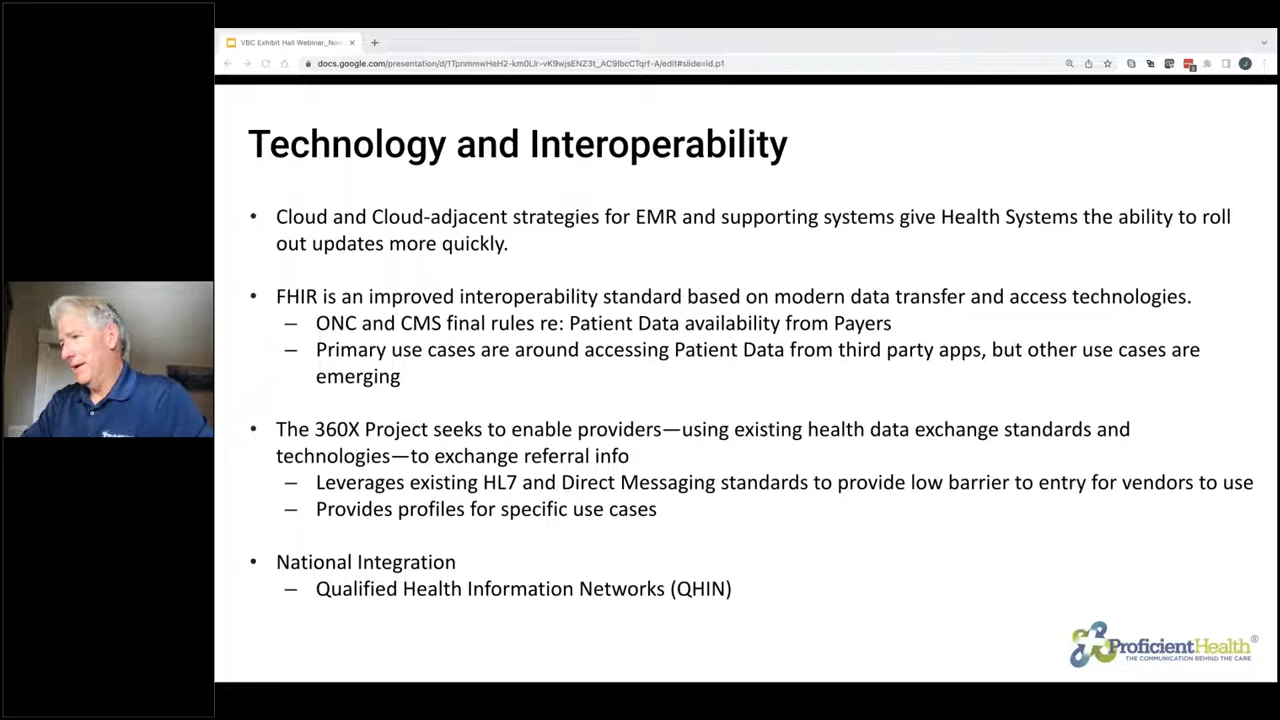 VBC Exhibit Hall Webinar_Nov
docs.google.com/presentation/d/1TpnmmwHeH2-km0LIr-vK9wjsENZ3t_AC9lbcCTqrf-A/edit#slide=id.p1
Technology and Interoperability
• Cloud and Cloud-adjacent strategies for EMR and supporting systems give Health Systems the ability to roll
out updates more quickly.
• FHIR is an improved interoperability standard based on modern data transfer and access technologies.
– ONC and CMS final rules re: Patient Data availability from Payers
– Primary use cases are around accessing Patient Data from third party apps, but other use cases are
emerging
• The 360X Project seeks to enable providers—using existing health data exchange standards and
technologies—to exchange referral info
– Leverages existing HL7 and Direct Messaging standards to provide low barrier to entry for vendors to use
– Provides profiles for specific use cases
• National Integration
– Qualified Health Information Networks (QHIN)
ProficientHealth®
THE COMMUNICATION BEHIND THE CARE